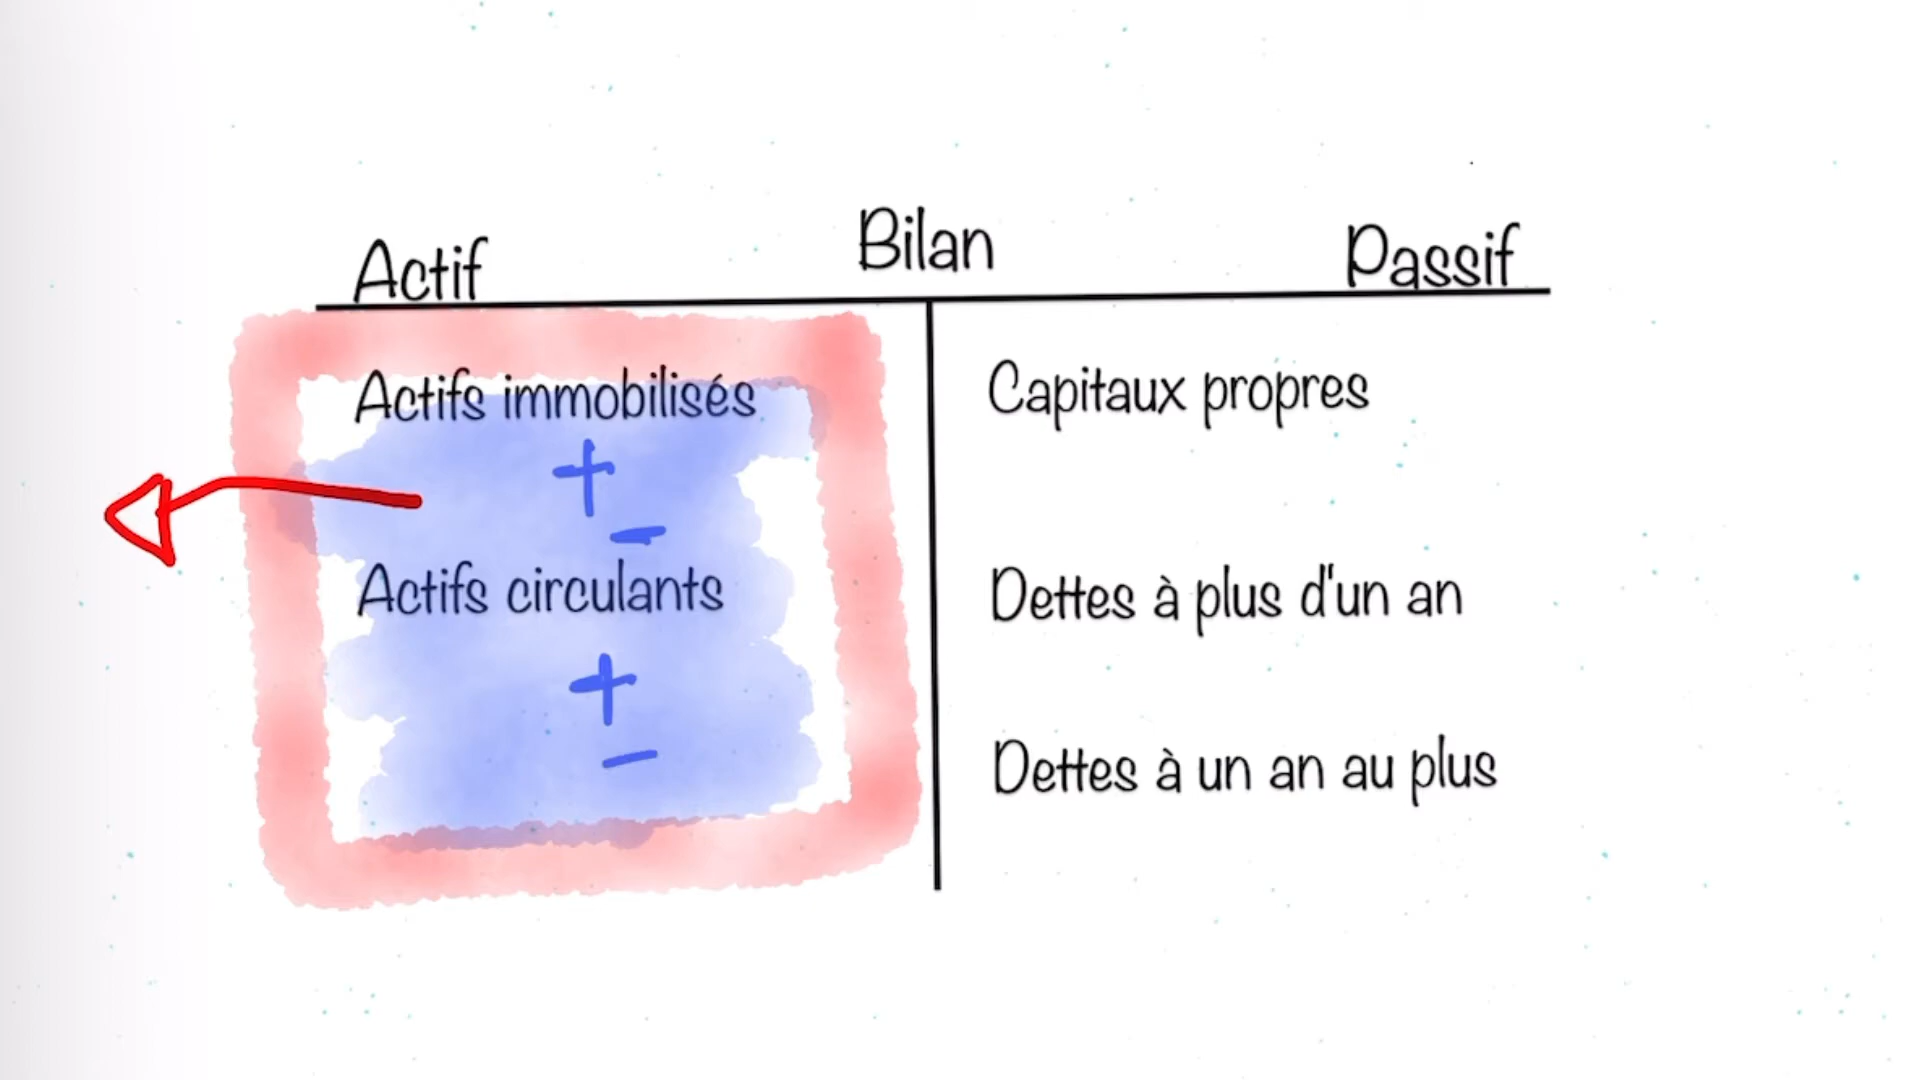 Bilan
Actif
Passif
Actifs immobilisés
+
−
Actifs circulants
+
−
Capitaux propres
Dettes à plus d'un an
Dettes à un an au plus